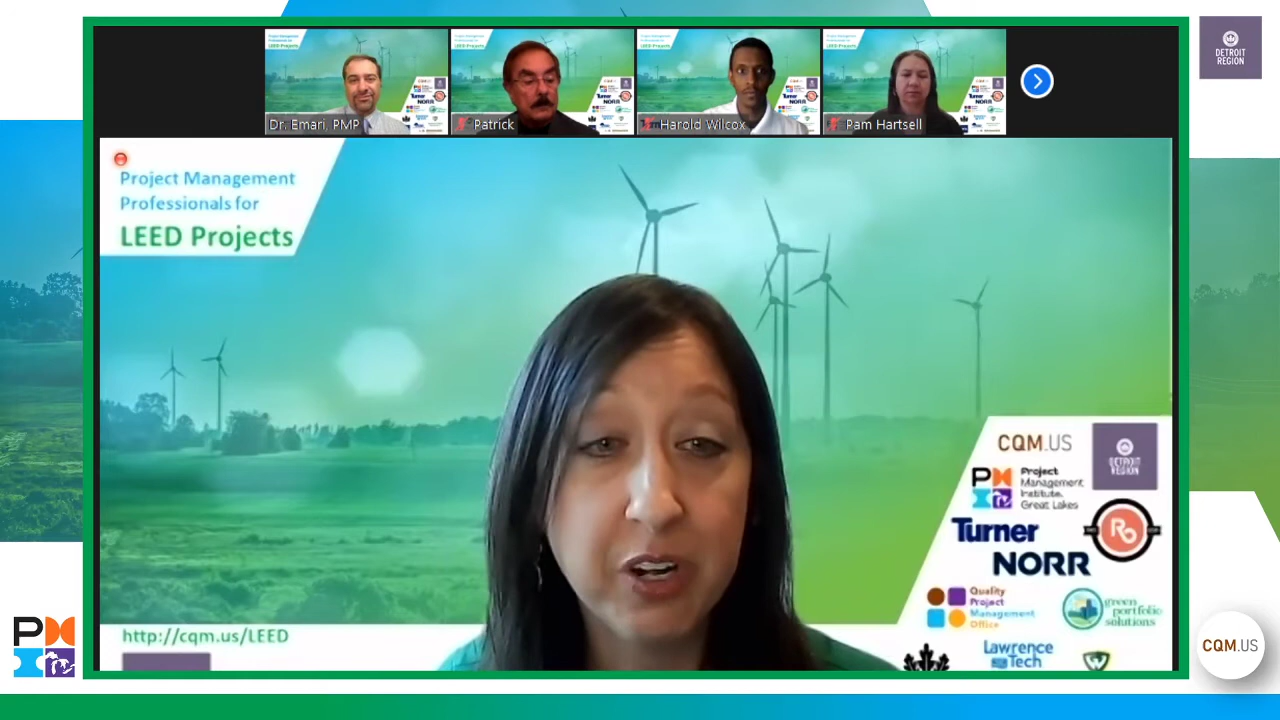 DETROIT
REGION
Dr. Emari, PMP
Patrick
Harold Wilcox
Pam Hartsell
Project Management
Professionals for
LEED Projects
CQM.US
DETROIT
REGION
PM
I
Project
Management
Institute.
Great Lakes
Turner
NORR
Quality
Project
Management
Office
green portfolio
solutions
Lawrence
Tech
http://cqm.us/LEED
PM
I
CQM.US